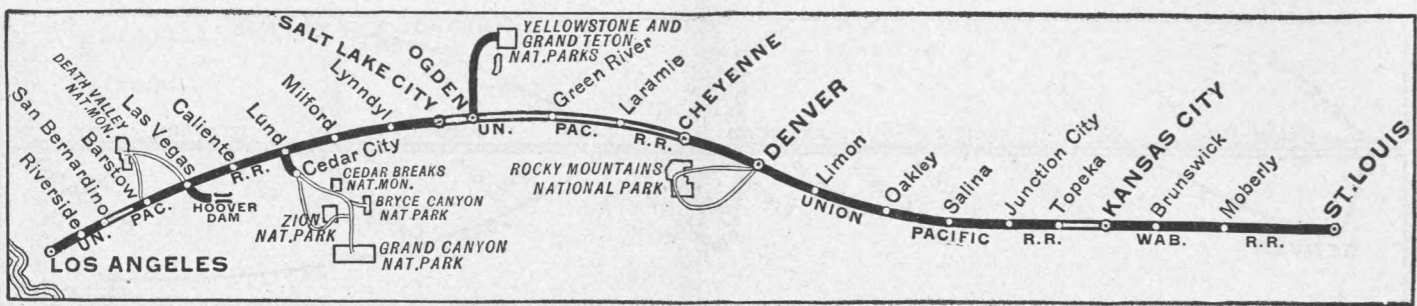 LOS ANGELES
Riverside
San Bernardino
Barstow
DEATH VALLEY
NAT. MON.
Las Vegas
HOOVER
DAM
Caliente
Lund
Cedar City
CEDAR BREAKS
NAT. MON.
BRYCE CANYON
NAT. PARK
ZION
NAT. PARK
GRAND CANYON
NAT. PARK
Milford
Lynndyl
SALT LAKE CITY
OGDEN
YELLOWSTONE AND
GRAND TETON
NAT. PARKS
Green River
Laramie
CHEYENNE
ROCKY MOUNTAINS
NATIONAL PARK
DENVER
Limon
Oakley
Salina
Junction City
Topeka
KANSAS CITY
Brunswick
Moberly
ST. LOUIS
UN. PAC. R.R.
UN. PAC. R.R.
UNION PACIFIC R.R.
WAB. R.R.